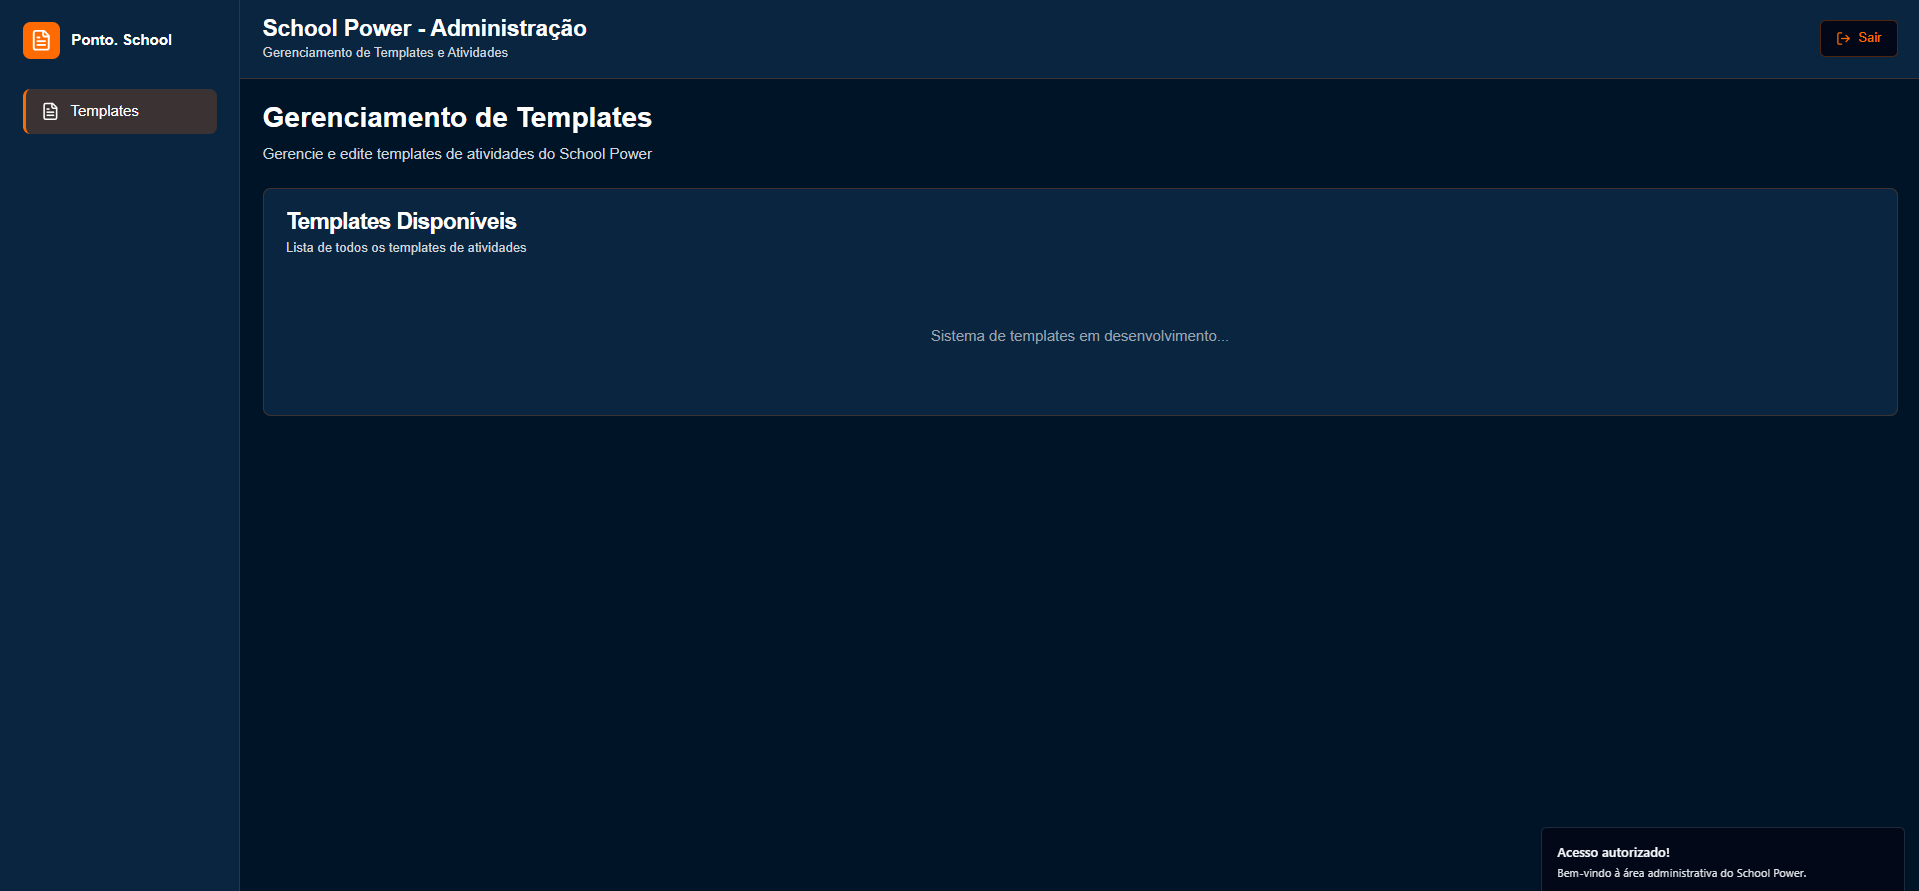 Ponto. School
Templates
School Power - Administração
Gerenciamento de Templates e Atividades
Sair
Gerenciamento de Templates
Gerencie e edite templates de atividades do School Power
Templates Disponíveis
Lista de todos os templates de atividades
Sistema de templates em desenvolvimento...
Acesso autorizado!
Bem-vindo à área administrativa do School Power.